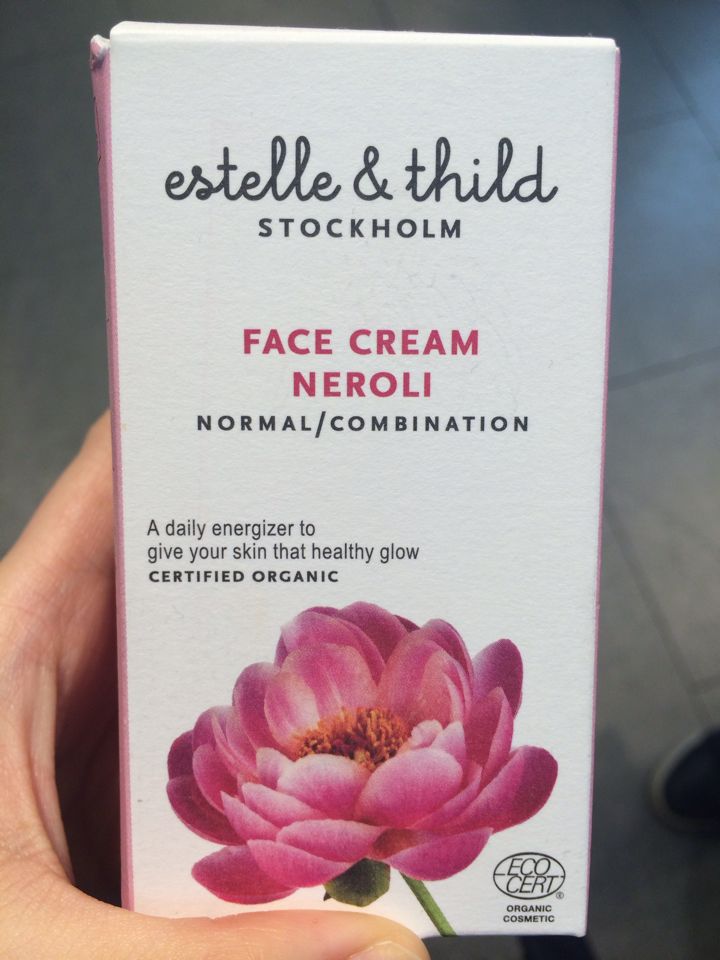 estelle & thild
STOCKHOLM
FACE CREAM
NEROLI
NORMAL/COMBINATION
A daily energizer to
give your skin that healthy glow
CERTIFIED ORGANIC
ECO
CERT®
ORGANIC
COSMETIC